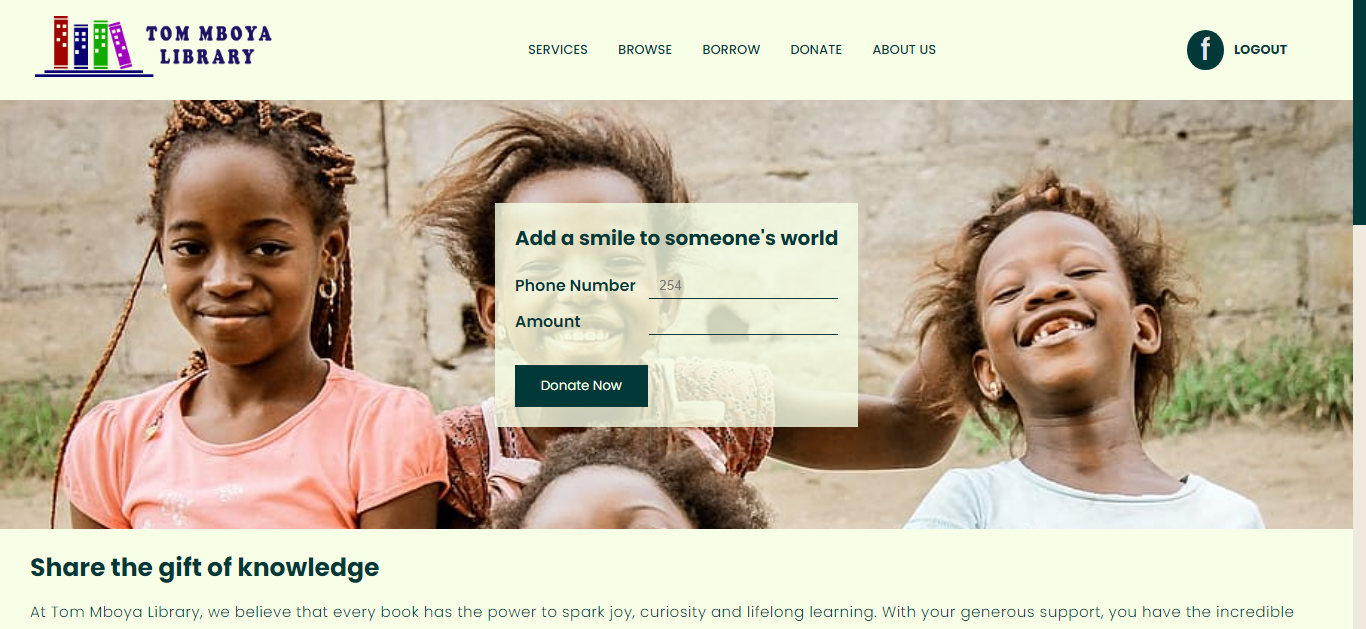 TOM MBOYA
LIBRARY
SERVICES BROWSE BORROW DONATE ABOUT US
f LOGOUT
Add a smile to someone's world
Phone Number 254
Amount
Donate Now
Share the gift of knowledge
At Tom Mboya Library, we believe that every book has the power to spark joy, curiosity and lifelong learning. With your generous support, you have the incredible